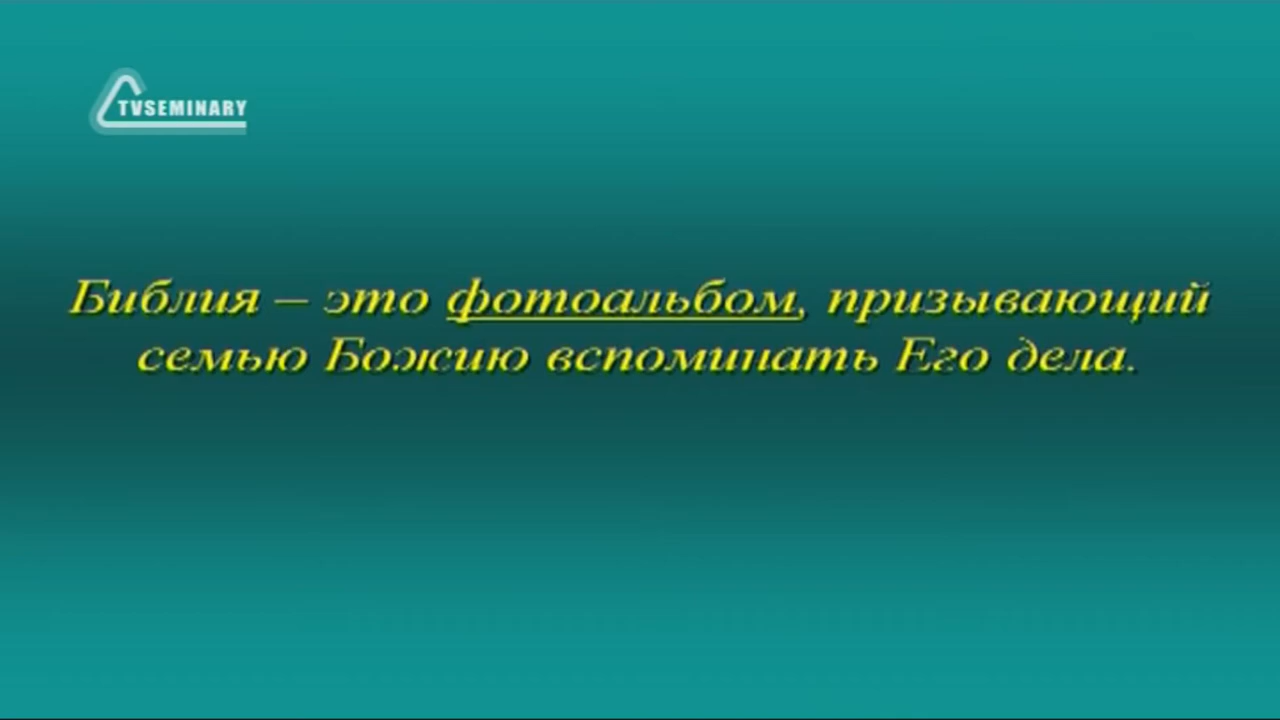 TVSEMINARY
Библия – это фотоальбом, призывающий
семью Божию вспоминать Его дела.